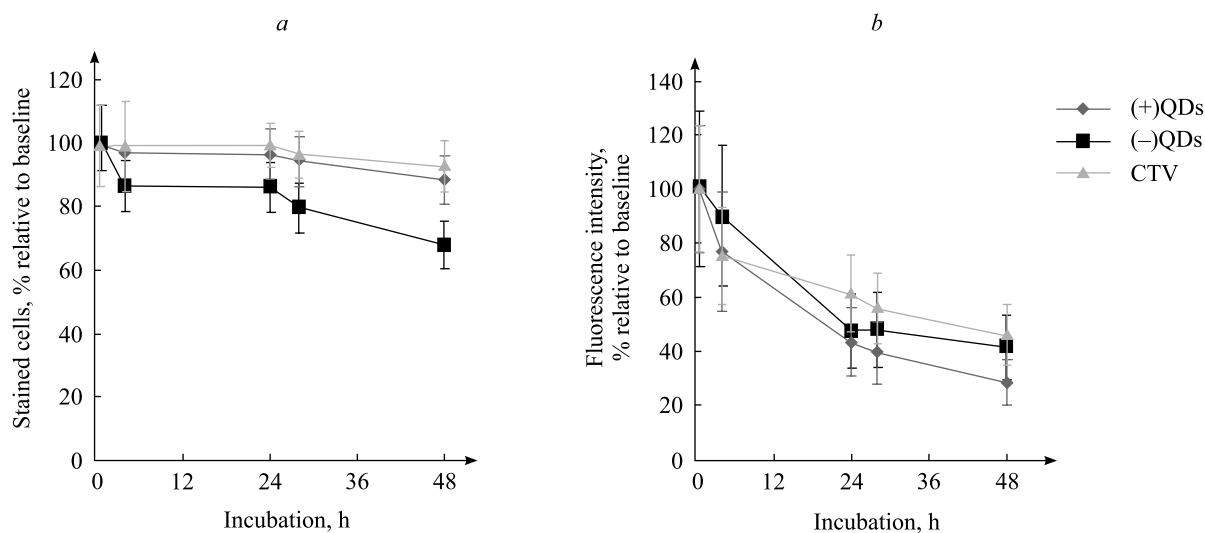 a
Stained cells, % relative to baseline
120
100
80
60
40
20
0
0 12 24 36 48
Incubation, h
b
Fluorescence intensity,
% relative to baseline
140
120
100
80
60
40
20
0
0 12 24 36 48
Incubation, h
(+)QDs
(–)QDs
CTV